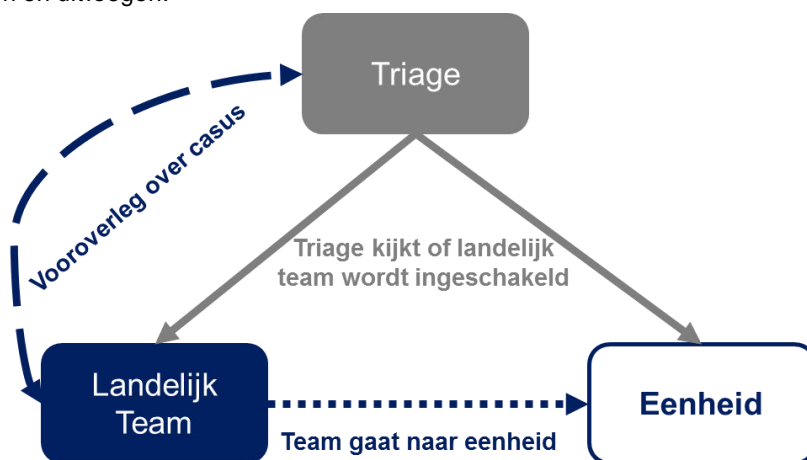 Triage
Vooroverleg over casus
Triage kijkt of landelijk
team wordt ingeschakeld
Landelijk
Team
Eenheid
Team gaat naar eenheid